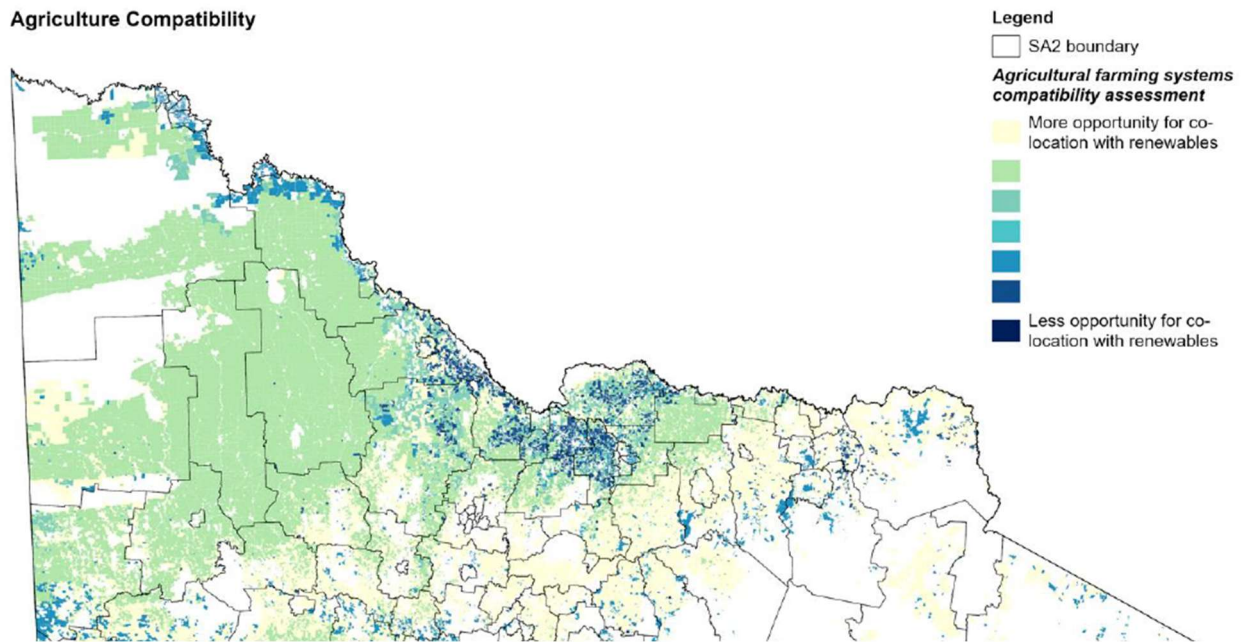 Agriculture Compatibility
Legend
SA2 boundary
Agricultural farming systems
compatibility assessment
More opportunity for co-
location with renewables
Less opportunity for co-
location with renewables